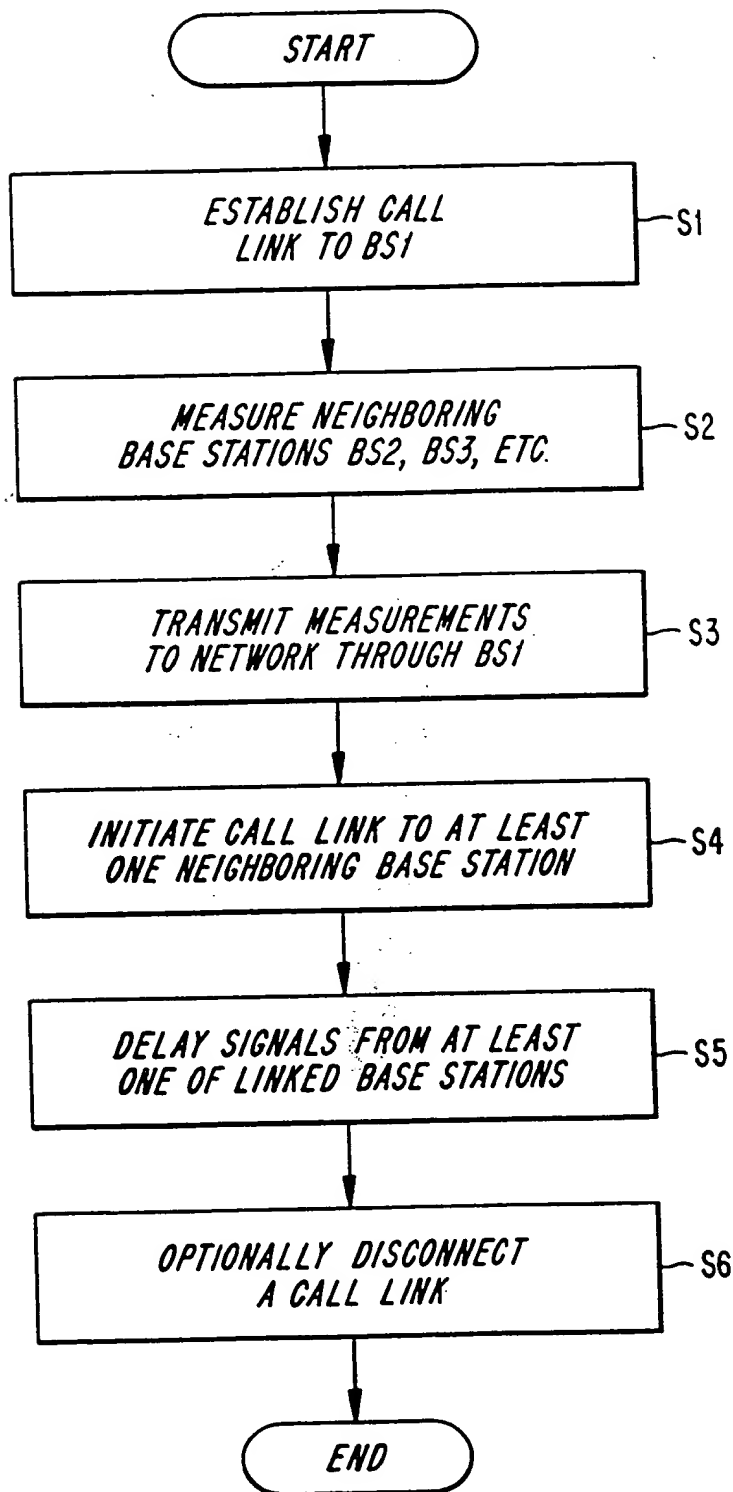 START
ESTABLISH CALL
LINK TO BS1
S1
MEASURE NEIGHBORING
BASE STATIONS BS2, BS3, ETC.
S2
TRANSMIT MEASUREMENTS
TO NETWORK THROUGH BS1
S3
INITIATE CALL LINK TO AT LEAST
ONE NEIGHBORING BASE STATION
S4
DELAY SIGNALS FROM AT LEAST
ONE OF LINKED BASE STATIONS
S5
OPTIONALLY DISCONNECT
A CALL LINK
S6
END